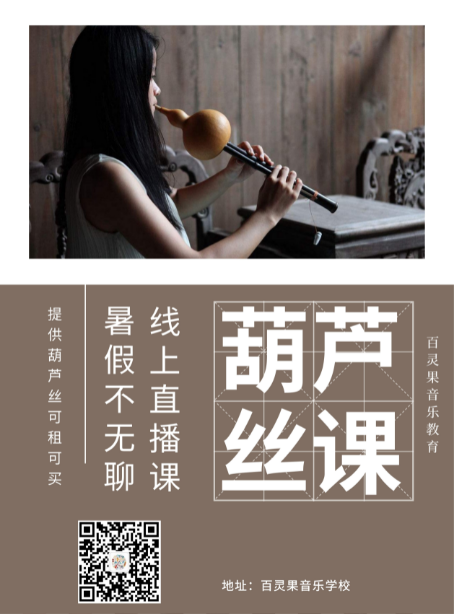 葫芦
丝课
百灵果音乐教育
线上直播课
暑假不无聊
提供葫芦丝可租可买
地址：百灵果音乐学校